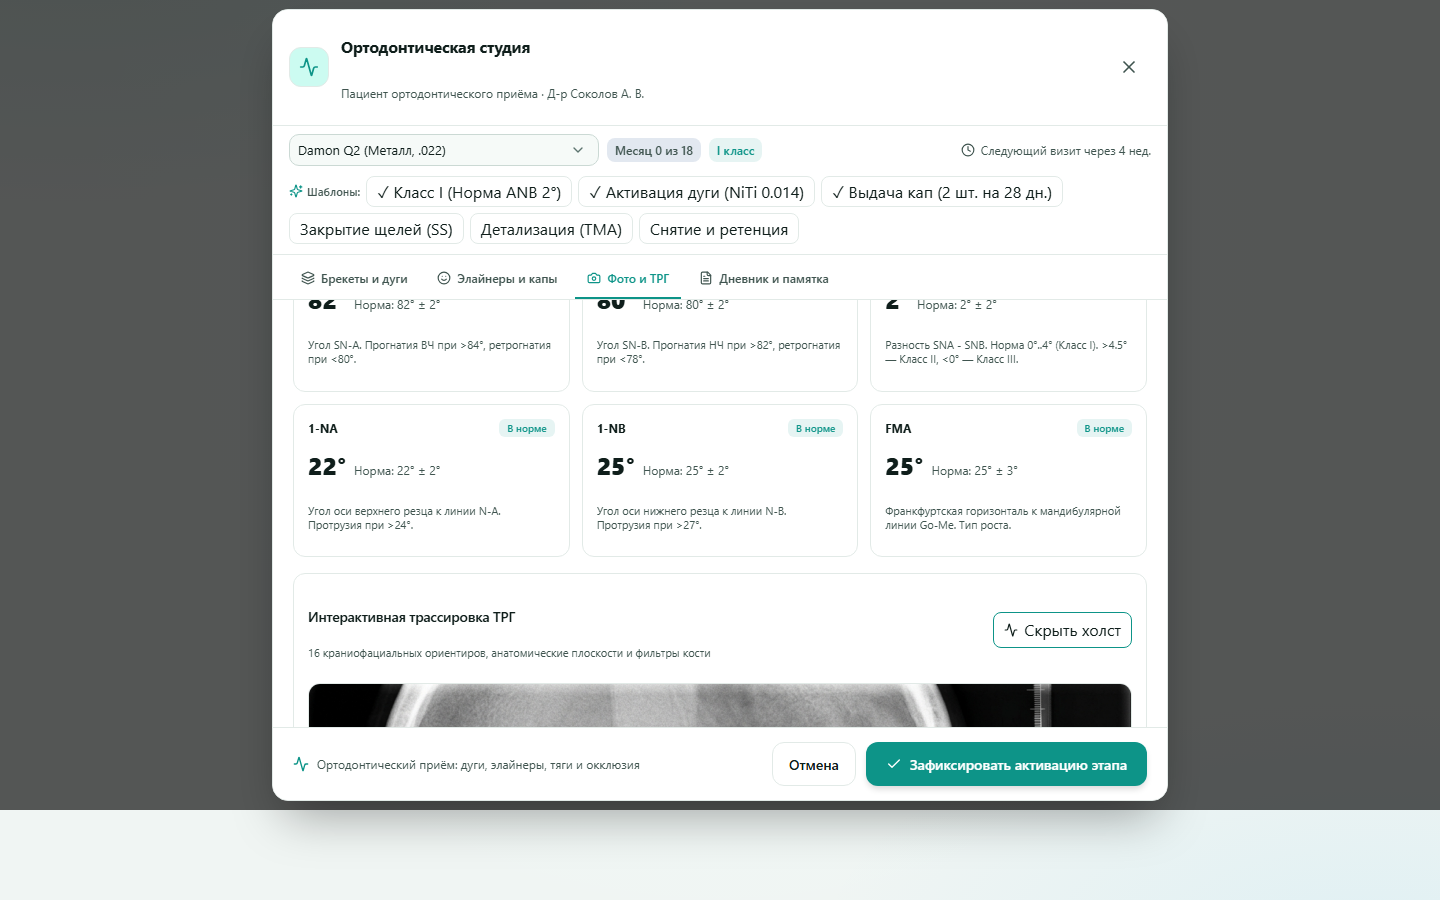 Ортодонтическая студия
Пациент ортодонтического приёма · Д-р Соколов А. В.
Damon Q2 (Металл, .022)
Месяц 0 из 18
I класс
Следующий визит через 4 нед.
Шаблоны:
✓ Класс I (Норма ANB 2°)
✓ Активация дуги (NiTi 0.014)
✓ Выдача кап (2 шт. на 28 дн.)
Закрытие щелей (SS)
Детализация (TMA)
Снятие и ретенция
Брекеты и дуги
Элайнеры и капы
Фото и ТРГ
Дневник и памятка
82° Норма: 82° ± 2°
Угол SN-A. Прогнатия ВЧ при >84°, ретрогнатия
при <80°.
80° Норма: 80° ± 2°
Угол SN-B. Прогнатия НЧ при >82°, ретрогнатия
при <78°.
2° Норма: 2° ± 2°
Разность SNA - SNB. Норма 0°..4° (Класс I). >4.5°
— Класс II, <0° — Класс III.
1-NA
В норме
22° Норма: 22° ± 2°
Угол оси верхнего резца к линии N-A.
Протрузия при >24°.
1-NB
В норме
25° Норма: 25° ± 2°
Угол оси нижнего резца к линии N-B.
Протрузия при >27°.
FMA
В норме
25° Норма: 25° ± 3°
Франкфуртская горизонталь к мандибулярной
линии Go-Me. Тип роста.
Интерактивная трассировка ТРГ
16 краниофациальных ориентиров, анатомические плоскости и фильтры кости
Скрыть холст
Ортодонтический приём: дуги, элайнеры, тяги и окклюзия
Отмена
Зафиксировать активацию этапа